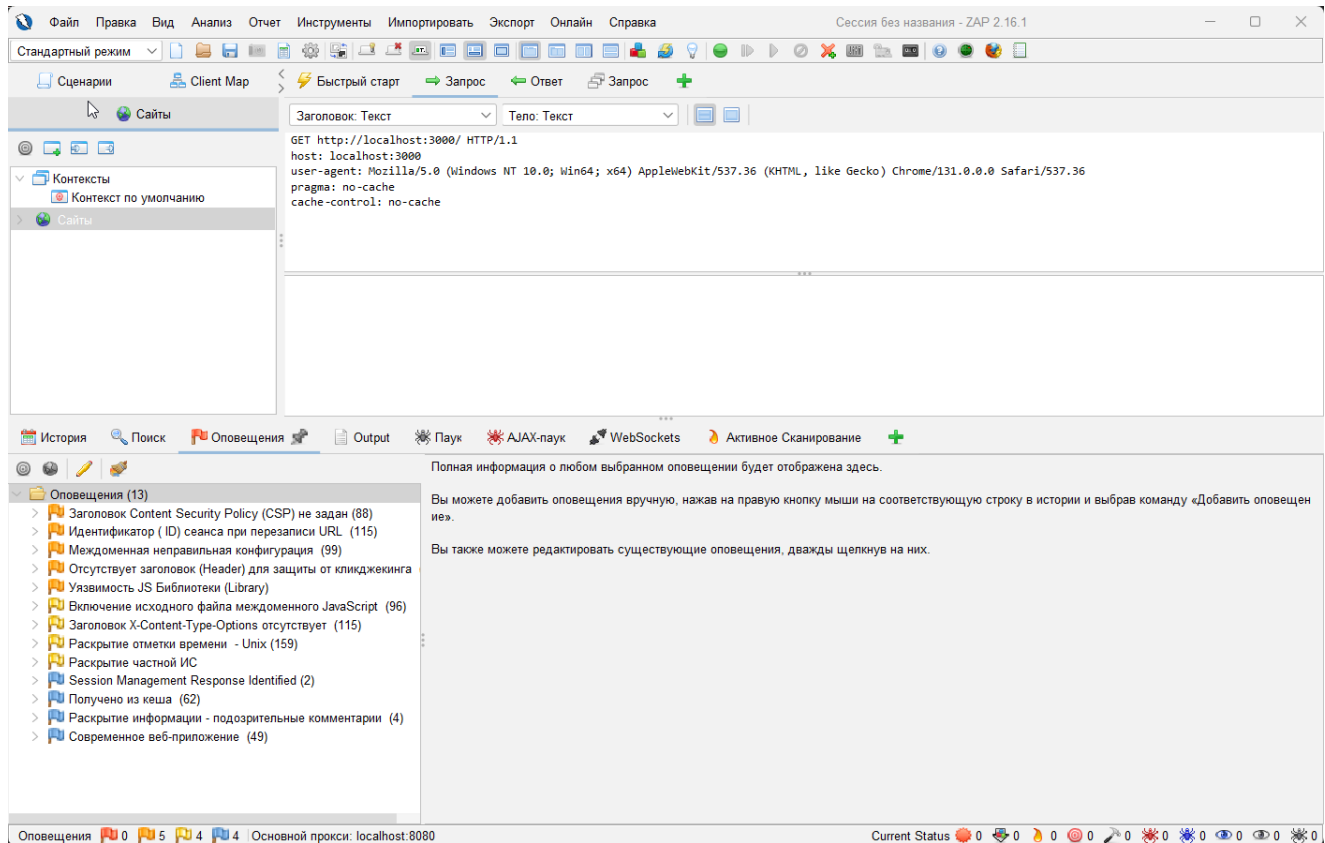 Файл Правка Вид Анализ Отчет Инструменты Импортировать Экспорт Онлайн Справка Сессия без названия - ZAP 2.16.1
Стандартный режим
Сценарии Client Map Быстрый старт Запрос Ответ Запрос
Сайты
Заголовок: Текст Тело: Текст
GET http://localhost:3000/ HTTP/1.1
host: localhost:3000
user-agent: Mozilla/5.0 (Windows NT 10.0; Win64; x64) AppleWebKit/537.36 (KHTML, like Gecko) Chrome/131.0.0.0 Safari/537.36
pragma: no-cache
cache-control: no-cache
Контексты
Контекст по умолчанию
Сайты
История Поиск Оповещения Output Паук AJAX-паук WebSockets Активное Сканирование
Оповещения (13)
Заголовок Content Security Policy (CSP) не задан (88)
Идентификатор ( ID) сеанса при перезаписи URL (115)
Междоменная неправильная конфигурация (99)
Отсутствует заголовок (Header) для защиты от кликджекинга
Уязвимость JS Библиотеки (Library)
Включение исходного файла междоменного JavaScript (96)
Заголовок X-Content-Type-Options отсутствует (115)
Раскрытие отметки времени - Unix (159)
Раскрытие частной ИС
Session Management Response Identified (2)
Получено из кеша (62)
Раскрытие информации - подозрительные комментарии (4)
Современное веб-приложение (49)
Полная информация о любом выбранном оповещении будет отображена здесь.
Вы можете добавить оповещения вручную, нажав на правую кнопку мыши на соответствующую строку в истории и выбрав команду «Добавить оповещен
ие».
Вы также можете редактировать существующие оповещения, дважды щелкнув на них.
Оповещения 0 5 4 4 Основной прокси: localhost:8080 Current Status 0 0 0 0 0 0 0 0 0 0